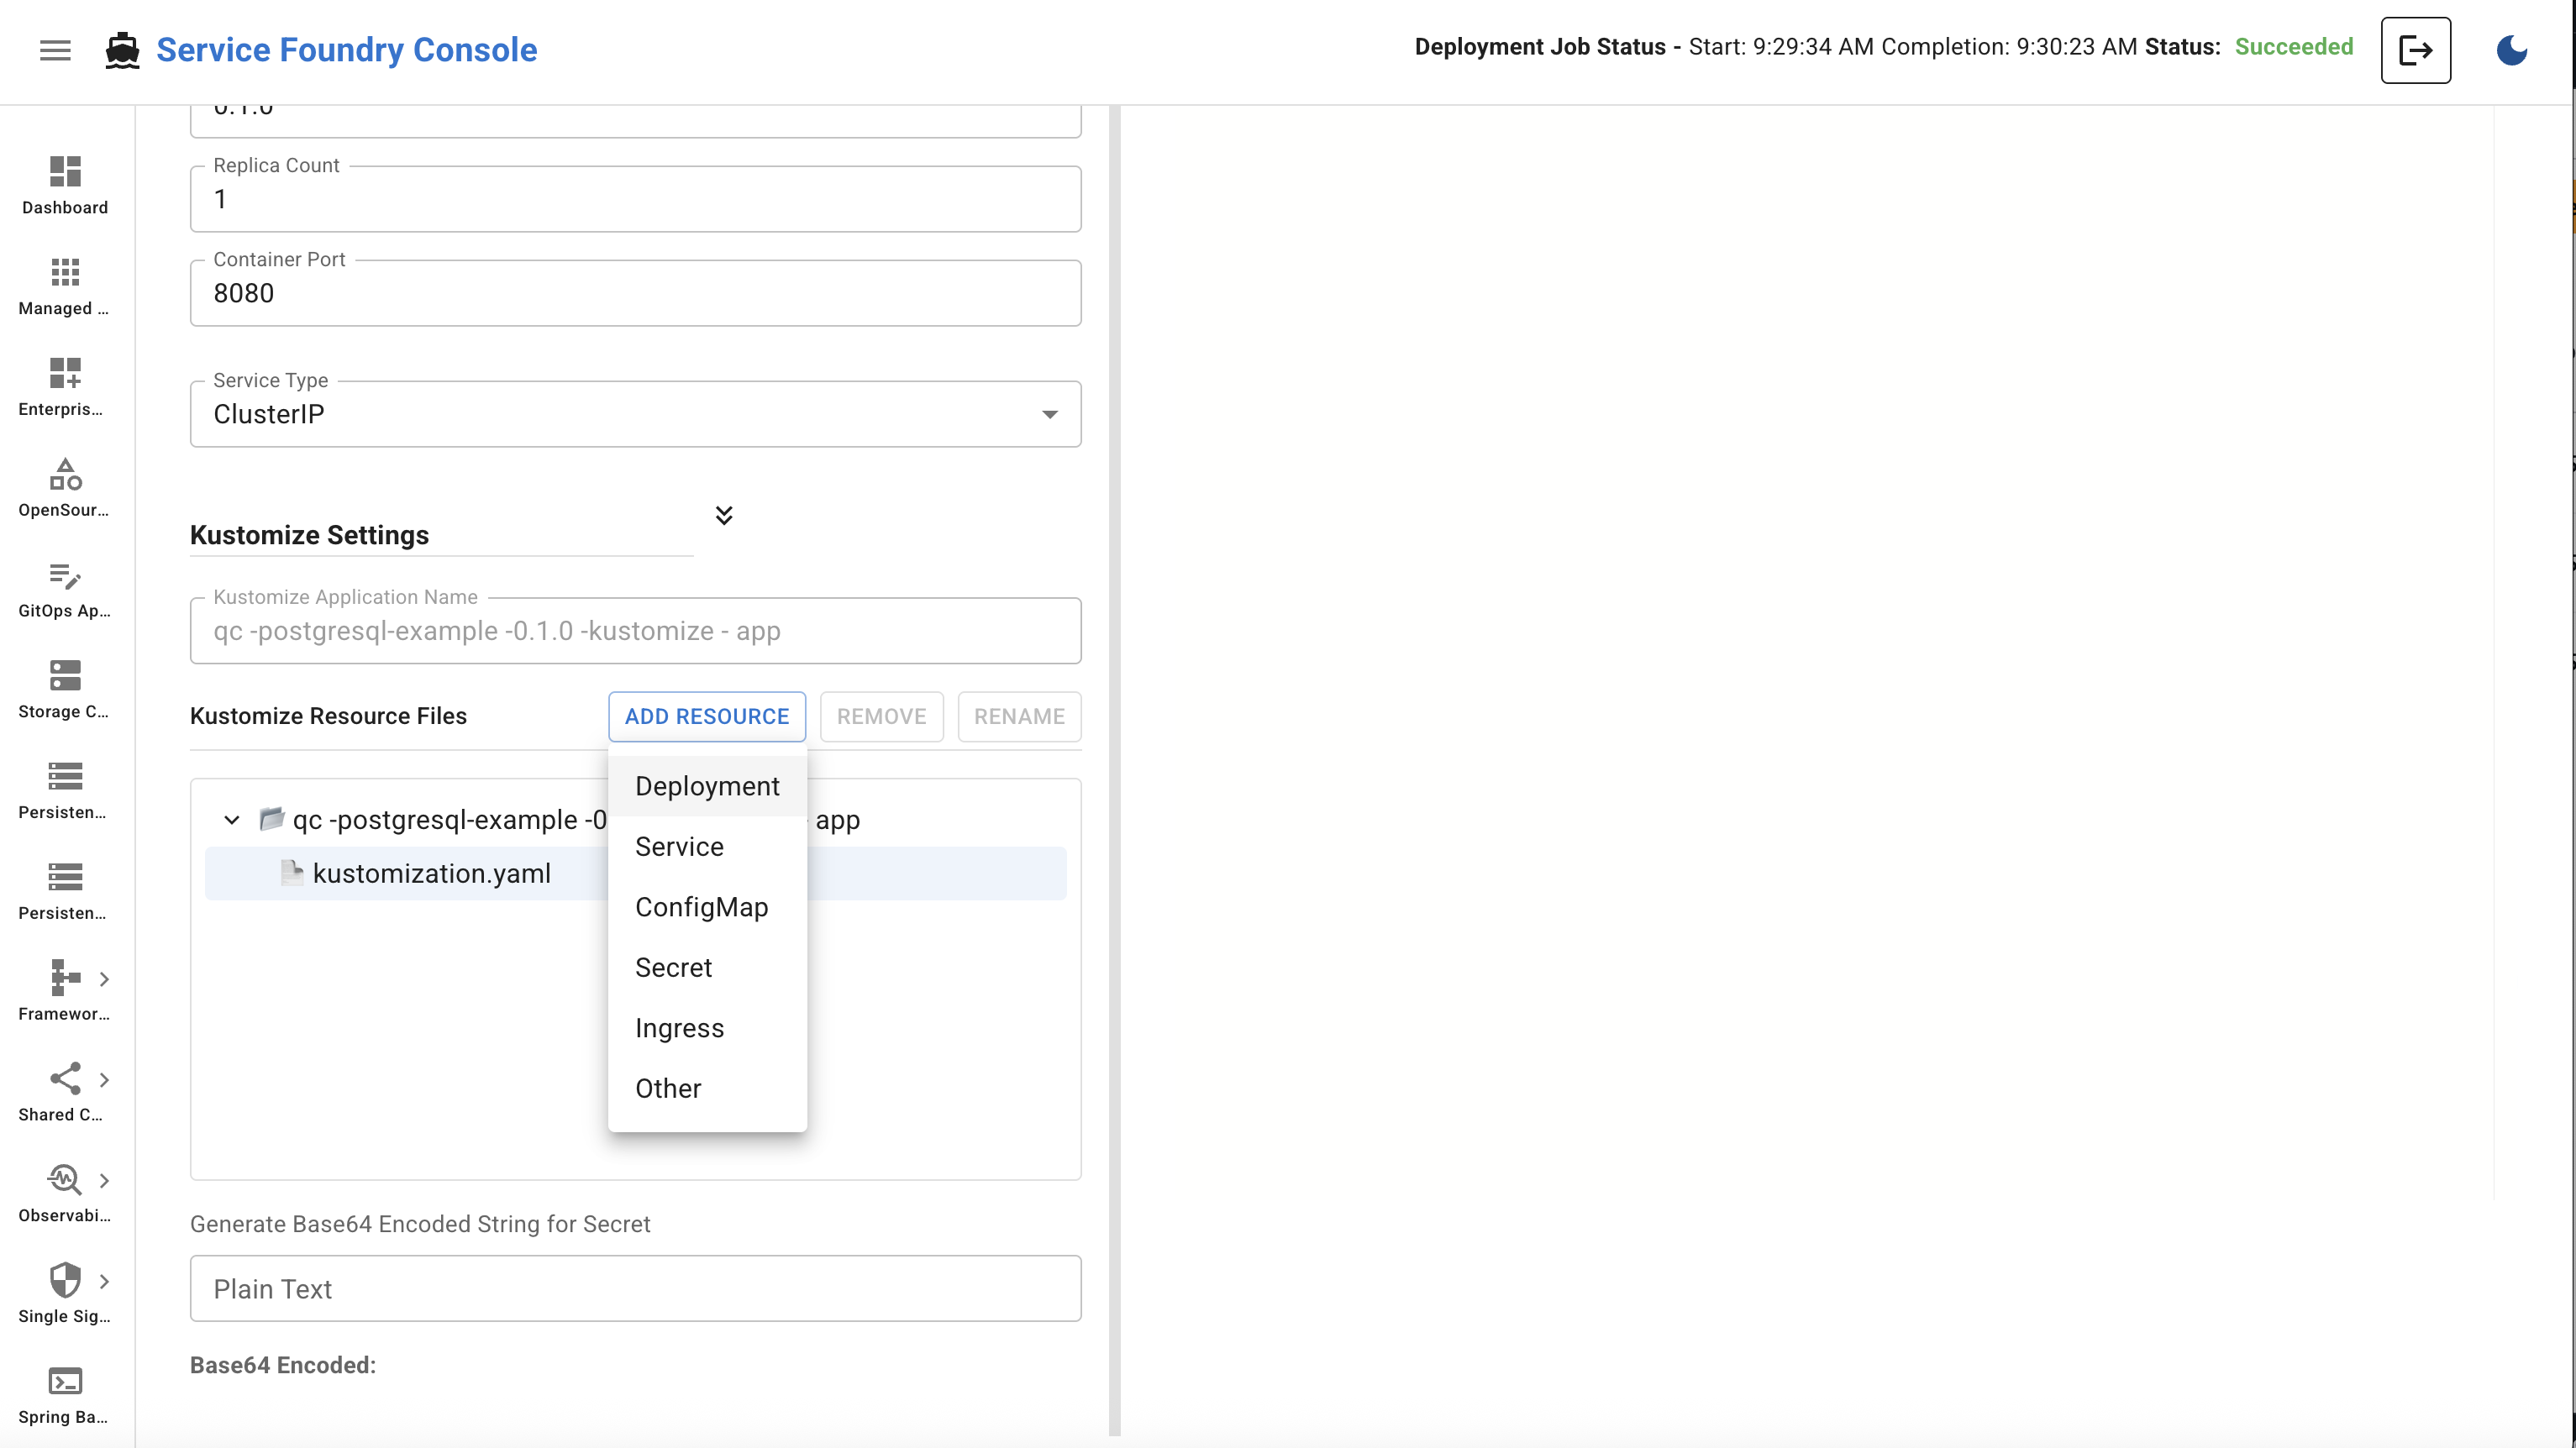 Service Foundry Console
Deployment Job Status - Start: 9:29:34 AM Completion: 9:30:23 AM Status: Succeeded
Dashboard
Managed ...
Enterpris...
OpenSour...
GitOps Ap...
Storage C...
Persisten...
Persisten...
Framewor...
Shared C...
Observabi...
Single Sig...
Spring Ba...
0.1.0
Replica Count
1
Container Port
8080
Service Type
ClusterIP
Kustomize Settings
Kustomize Application Name
qc -postgresql-example -0.1.0 -kustomize - app
Kustomize Resource Files
ADD RESOURCE
REMOVE
RENAME
qc -postgresql-example -0 app
kustomization.yaml
Deployment
Service
ConfigMap
Secret
Ingress
Other
Generate Base64 Encoded String for Secret
Plain Text
Base64 Encoded: